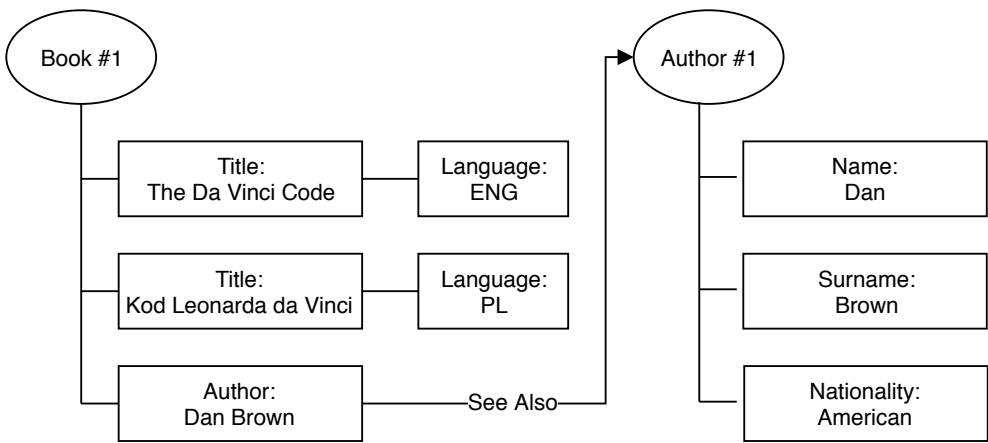 Book #1
Author #1
Title:
The Da Vinci Code
Language:
ENG
Name:
Dan
Title:
Kod Leonarda da Vinci
Language:
PL
Surname:
Brown
Author:
Dan Brown
See Also
Nationality:
American